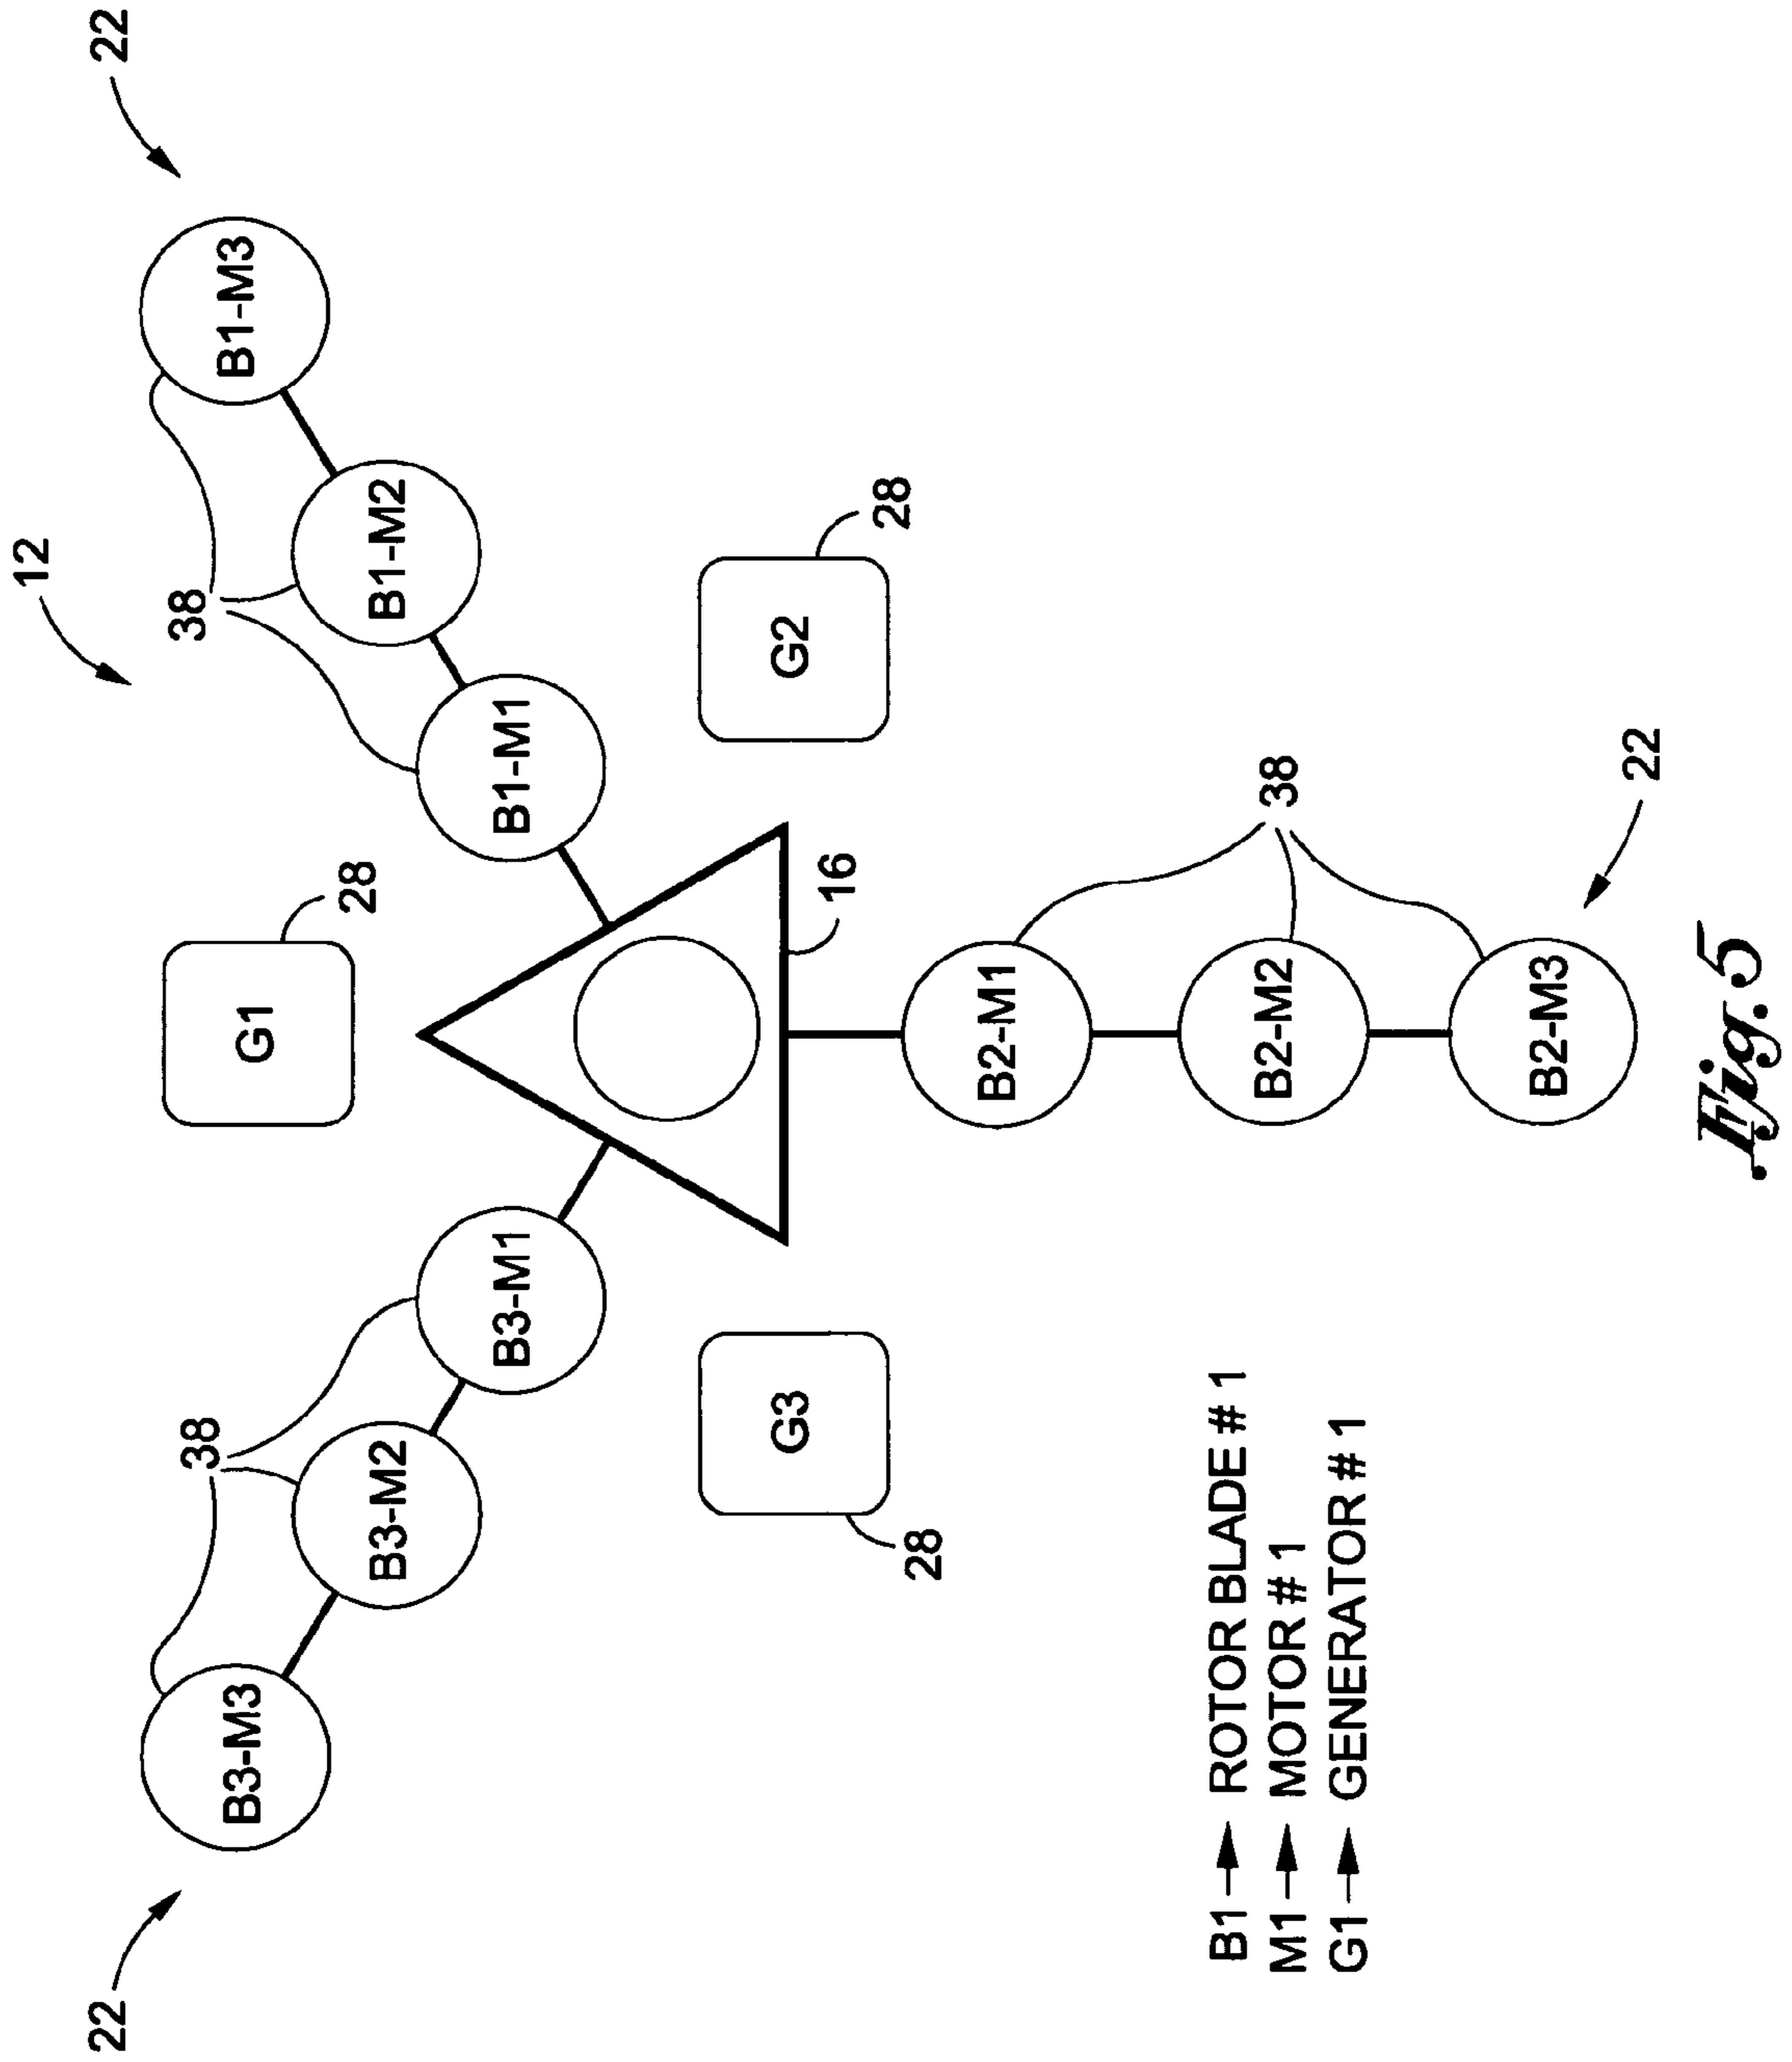 12
22
22
38
38
B3-M3
G1
B1-M3
28
B3-M2
B1-M2
B3-M1
B1-M1
G3
G2
16
28
28
B2-M1
B2-M2
38
B2-M3
22
B1 → ROTOR BLADE # 1
M1 → MOTOR # 1
G1 → GENERATOR # 1
Fig. 5